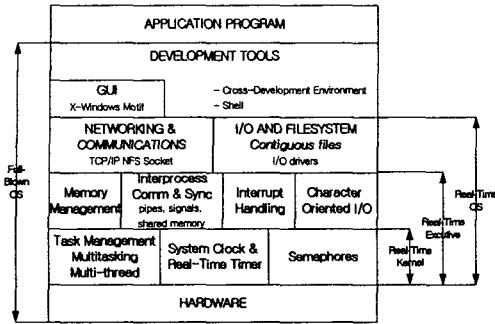 APPLICATION PROGRAM
DEVELOPMENT TOOLS
GUI
X-Windows Motif
- Cross-Development Environment
- Shell
NETWORKING &
COMMUNICATIONS
TCP/IP NFS Socket
I/O AND FILESYSTEM
Contiguous files
I/O drivers
Memory
Management
Interprocess
Comm & Sync
pipes, signals,
shared memory
Interrupt
Handling
Character
Oriented I/O
Task Management
Multitasking
Multi-thread
System Clock &
Real-Time Timer
Semaphores
HARDWARE
Full-
Blown
OS
Real-Time
Kernel
Real-Time
Excutive
Real-Time
OS